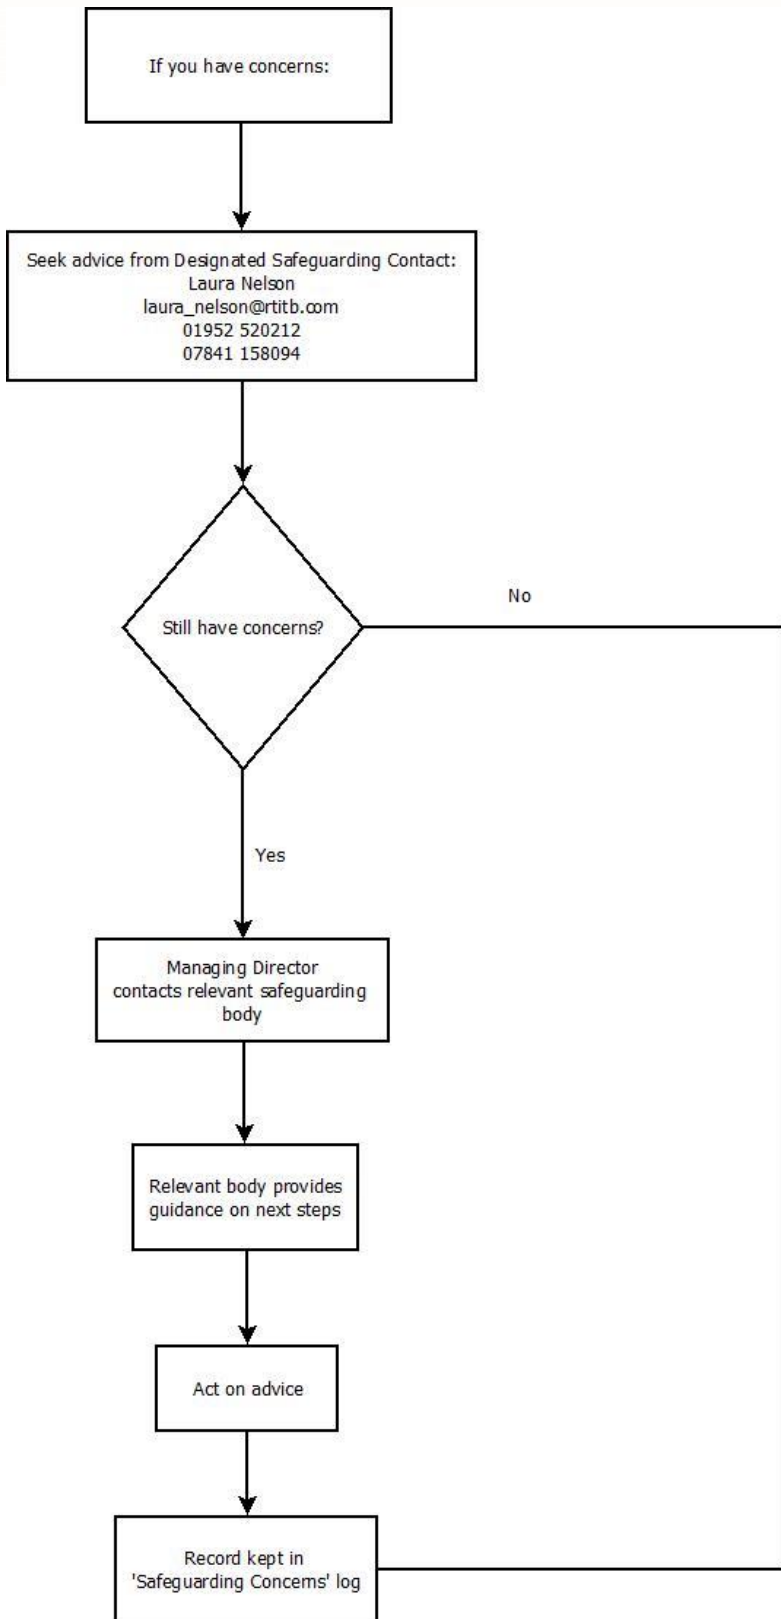 If you have concerns:
Seek advice from Designated Safeguarding Contact:
Laura Nelson
laura_nelson@rtitb.com
01952 520212
07841 158094
Still have concerns?
No
Yes
Managing Director
contacts relevant safeguarding
body
Relevant body provides
guidance on next steps
Act on advice
Record kept in
'Safeguarding Concerns' log